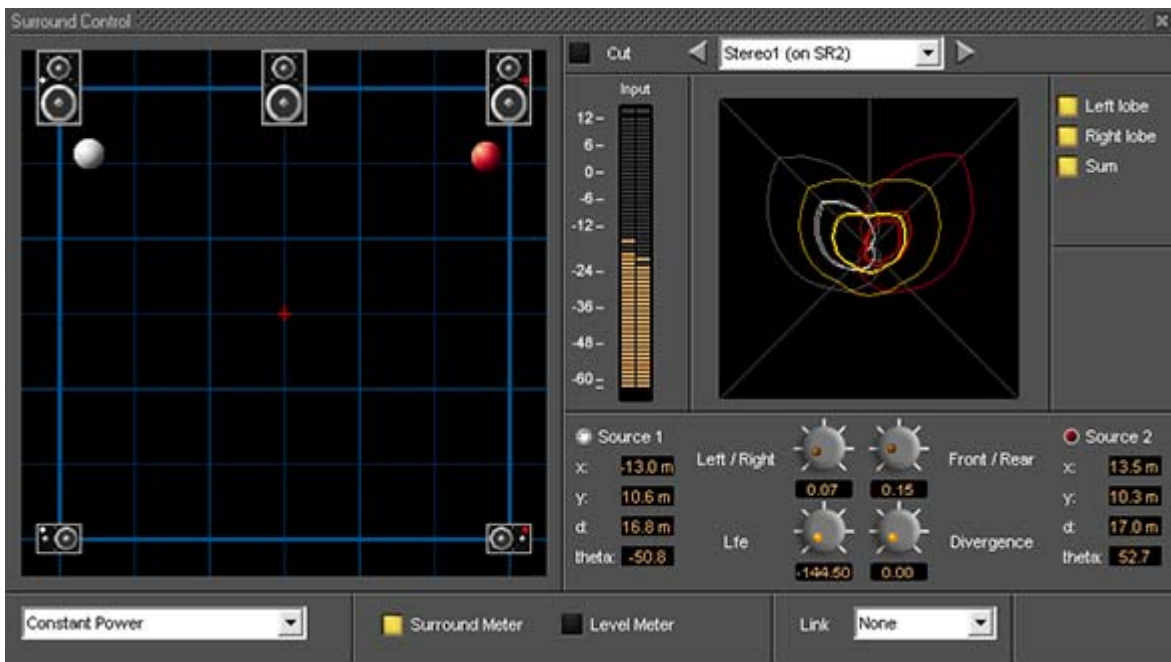 Surround Control
Cut
Stereo1 (on SR2)
Input
12
6
0
-6
-12
-24
-36
-48
-60
Left lobe
Right lobe
Sum
Source 1
x: -13.0 m
y: 10.6 m
d: 16.8 m
theta: -50.8
Left / Right
0.07
0.15
Front / Rear
Lfe
-144.50
0.00
Divergence
Source 2
x: 13.5 m
y: 10.3 m
d: 17.0 m
theta: 52.7
Constant Power
Surround Meter
Level Meter
Link
None